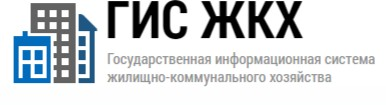 ГИС ЖКХ
Государственная информационная система
жилищно-коммунального хозяйства